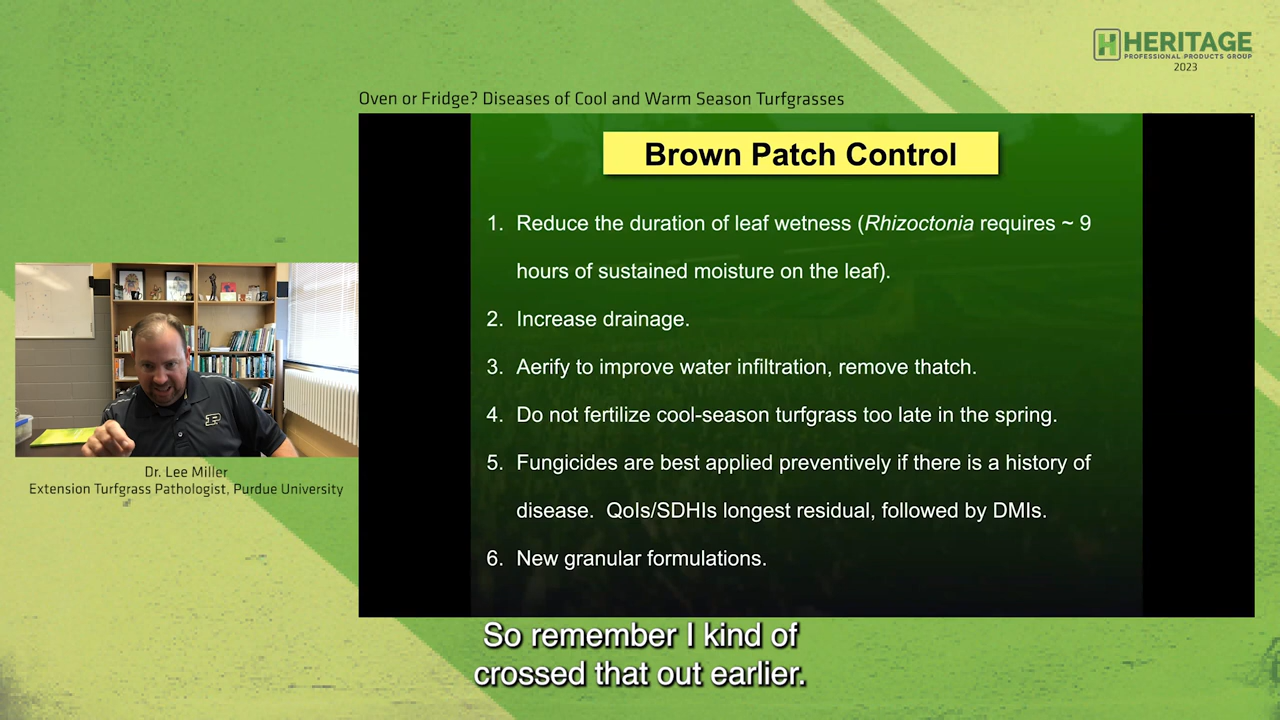 HERITAGE
PROFESSIONAL PRODUCTS GROUP
2023
Oven or Fridge? Diseases of Cool and Warm Season Turfgrasses
Brown Patch Control
1. Reduce the duration of leaf wetness (Rhizoctonia requires ~ 9
hours of sustained moisture on the leaf).
2. Increase drainage.
3. Aerify to improve water infiltration, remove thatch.
4. Do not fertilize cool-season turfgrass too late in the spring.
5. Fungicides are best applied preventively if there is a history of
disease. QoIs/SDHIs longest residual, followed by DMIs.
6. New granular formulations.
P
Dr. Lee Miller
Extension Turfgrass Pathologist, Purdue University
So remember I kind of
crossed that out earlier.